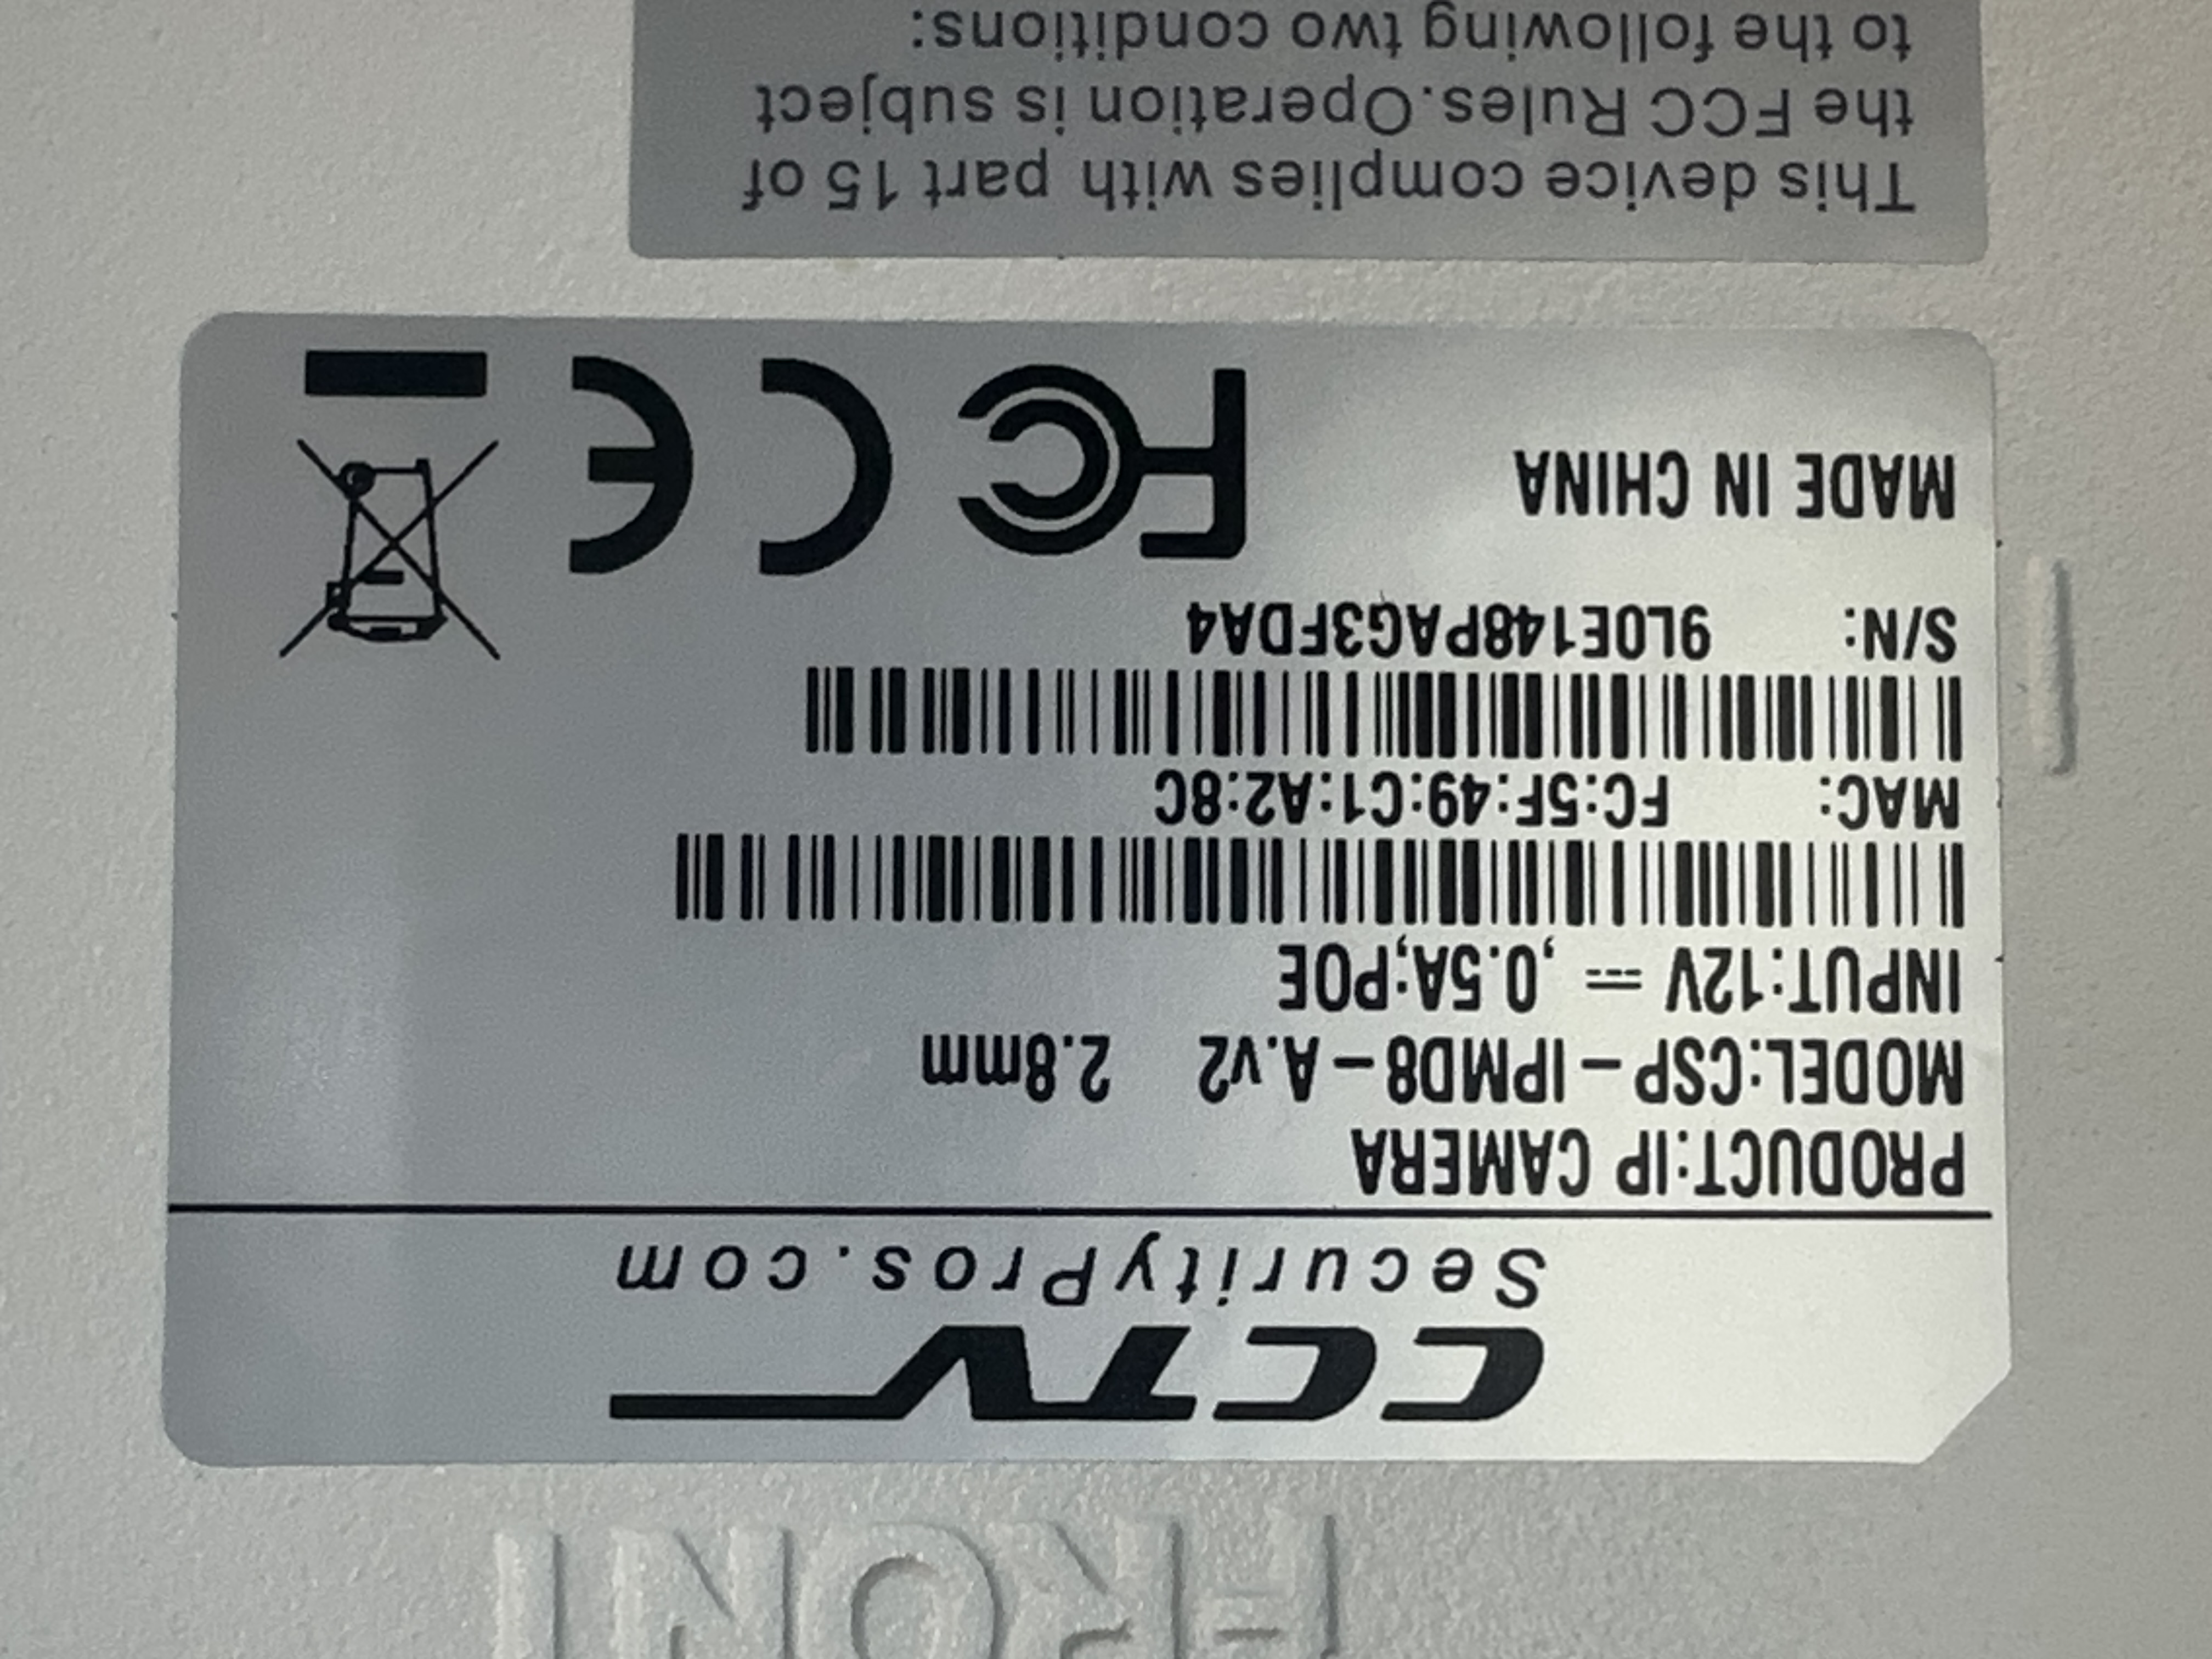 CCTV
SecurityPros.com
PRODUCT:IP CAMERA
MODEL:CSP-IPMD8-A.v2 2.8mm
INPUT:12V ⎓ ,0.5A;POE
MAC: FC:5F:49:C1:A2:8C
S/N: 9L0E148PAG3FDA4
MADE IN CHINA
FC CE
This device complies with part 15 of
the FCC Rules.Operation is subject
to the following two conditions:
FRONT